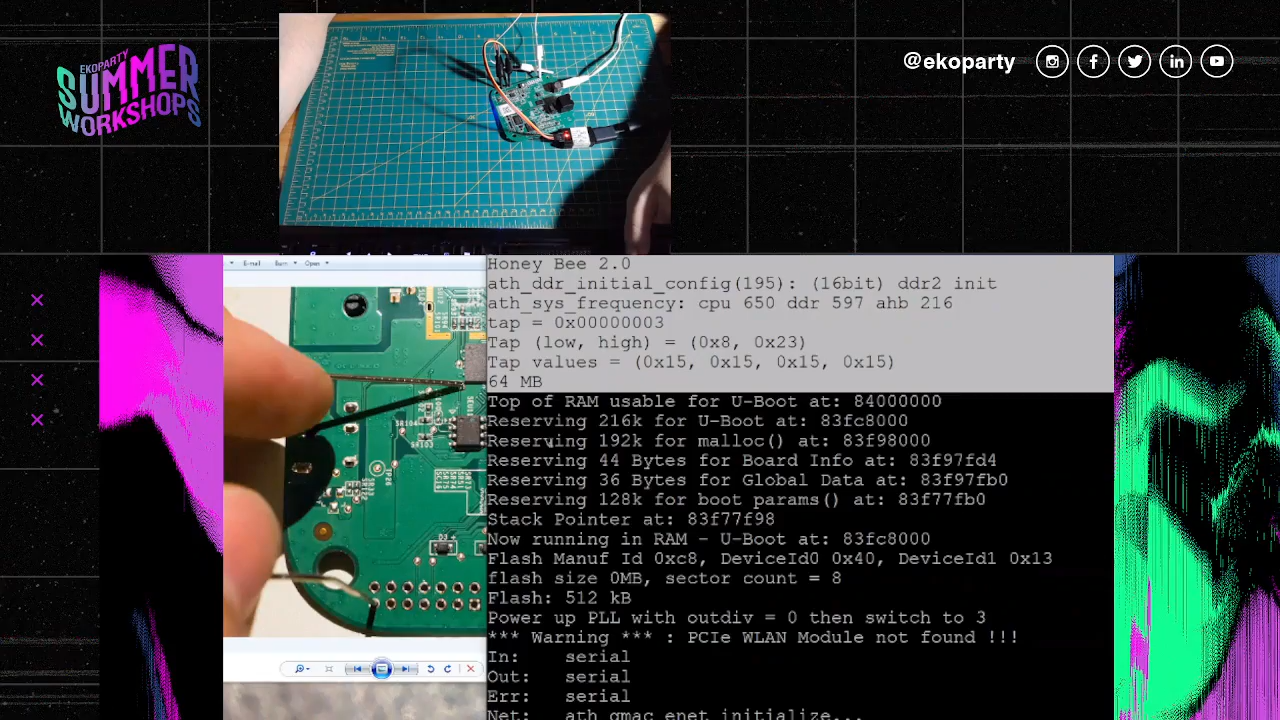 EKOPARTY
SUMMER
WORKSHOPS
@ekoparty
E-mail Burn Open
Honey Bee 2.0
ath_ddr_initial_config(195): (16bit) ddr2 init
ath_sys_frequency: cpu 650 ddr 597 ahb 216
tap = 0x00000003
Tap (low, high) = (0x8, 0x23)
Tap values = (0x15, 0x15, 0x15, 0x15)
64 MB
Top of RAM usable for U-Boot at: 84000000
Reserving 216k for U-Boot at: 83fc8000
Reserving 192k for malloc() at: 83f98000
Reserving 44 Bytes for Board Info at: 83f97fd4
Reserving 36 Bytes for Global Data at: 83f97fb0
Reserving 128k for boot params() at: 83f77fb0
Stack Pointer at: 83f77f98
Now running in RAM - U-Boot at: 83fc8000
Flash Manuf Id 0xc8, DeviceId0 0x40, DeviceId1 0x13
flash size 0MB, sector count = 8
Flash: 512 kB
Power up PLL with outdiv = 0 then switch to 3
*** Warning *** : PCIe WLAN Module not found !!!
In: serial
Out: serial
Err: serial
Net: ath_gmac_enet_initialize...
SR104
SR103
D3 +